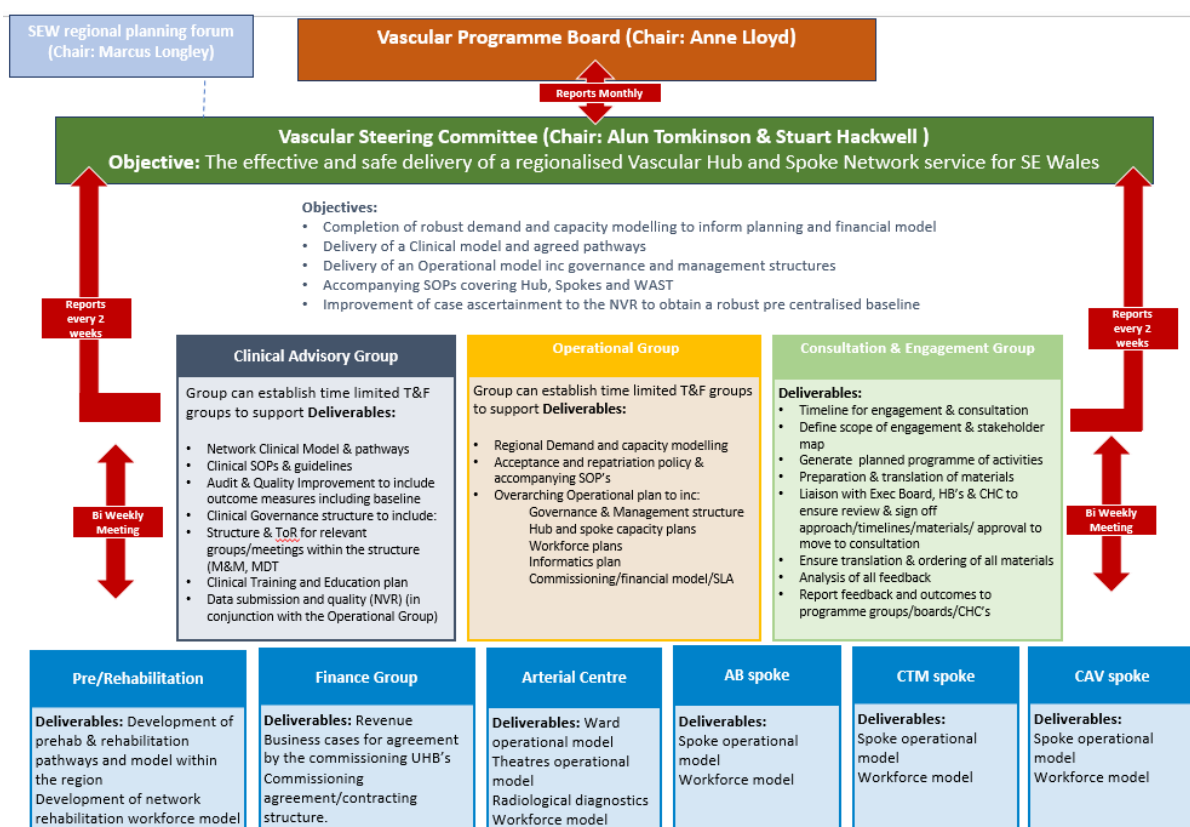 SEW regional planning forum
(Chair: Marcus Longley)
Vascular Programme Board (Chair: Anne Lloyd)
Reports Monthly
Vascular Steering Committee (Chair: Alun Tomkinson & Stuart Hackwell )
Objective: The effective and safe delivery of a regionalised Vascular Hub and Spoke Network service for SE Wales
Objectives:
• Completion of robust demand and capacity modelling to inform planning and financial model
• Delivery of a Clinical model and agreed pathways
• Delivery of an Operational model inc governance and management structures
• Accompanying SOPs covering Hub, Spokes and WAST
• Improvement of case ascertainment to the NVR to obtain a robust pre centralised baseline
Reports
every 2
weeks
Reports
every 2
weeks
Bi Weekly
Meeting
Bi Weekly
Meeting
Clinical Advisory Group
Group can establish time limited T&F
groups to support Deliverables:
• Network Clinical Model & pathways
• Clinical SOPs & guidelines
• Audit & Quality Improvement to include
outcome measures including baseline
• Clinical Governance structure to include:
• Structure & ToR for relevant
groups/meetings within the structure
(M&M, MDT
• Clinical Training and Education plan
• Data submission and quality (NVR) (in
conjunction with the Operational Group)
Operational Group
Group can establish time limited T&F groups
to support Deliverables:
• Regional Demand and capacity modelling
• Acceptance and repatriation policy &
accompanying SOP's
• Overarching Operational plan to inc:
Governance & Management structure
Hub and spoke capacity plans
Workforce plans
Informatics plan
Commissioning/financial model/SLA
Consultation & Engagement Group
Deliverables:
• Timeline for engagement & consultation
• Define scope of engagement & stakeholder
map
• Generate planned programme of activities
• Preparation & translation of materials
• Liaison with Exec Board, HB's & CHC to
ensure review & sign off
approach/timelines/materials/ approval to
move to consultation
• Ensure translation & ordering of all materials
• Analysis of all feedback
• Report feedback and outcomes to
programme groups/boards/CHC's
Pre/Rehabilitation
Deliverables: Development of
prehab & rehabilitation
pathways and model within
the region
Development of network
rehabilitation workforce model
Finance Group
Deliverables: Revenue
Business cases for agreement
by the commissioning UHB's
Commissioning
agreement/contracting
structure.
Arterial Centre
Deliverables: Ward
operational model
Theatres operational
model
Radiological diagnostics
Workforce model
AB spoke
Deliverables:
Spoke operational
model
Workforce model
CTM spoke
Deliverables:
Spoke operational
model
Workforce model
CAV spoke
Deliverables:
Spoke operational
model
Workforce model